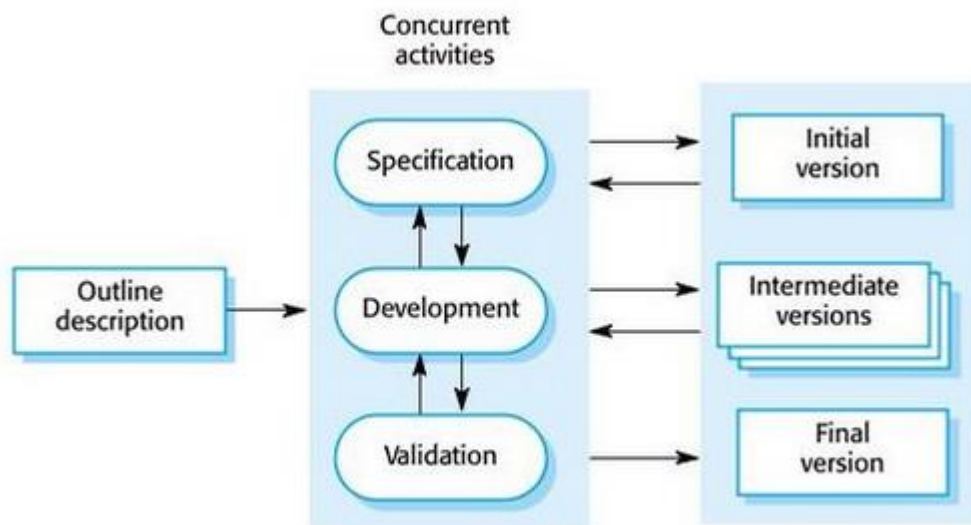 Concurrent
activities
Specification
Initial
version
Outline
description
Development
Intermediate
versions
Validation
Final
version